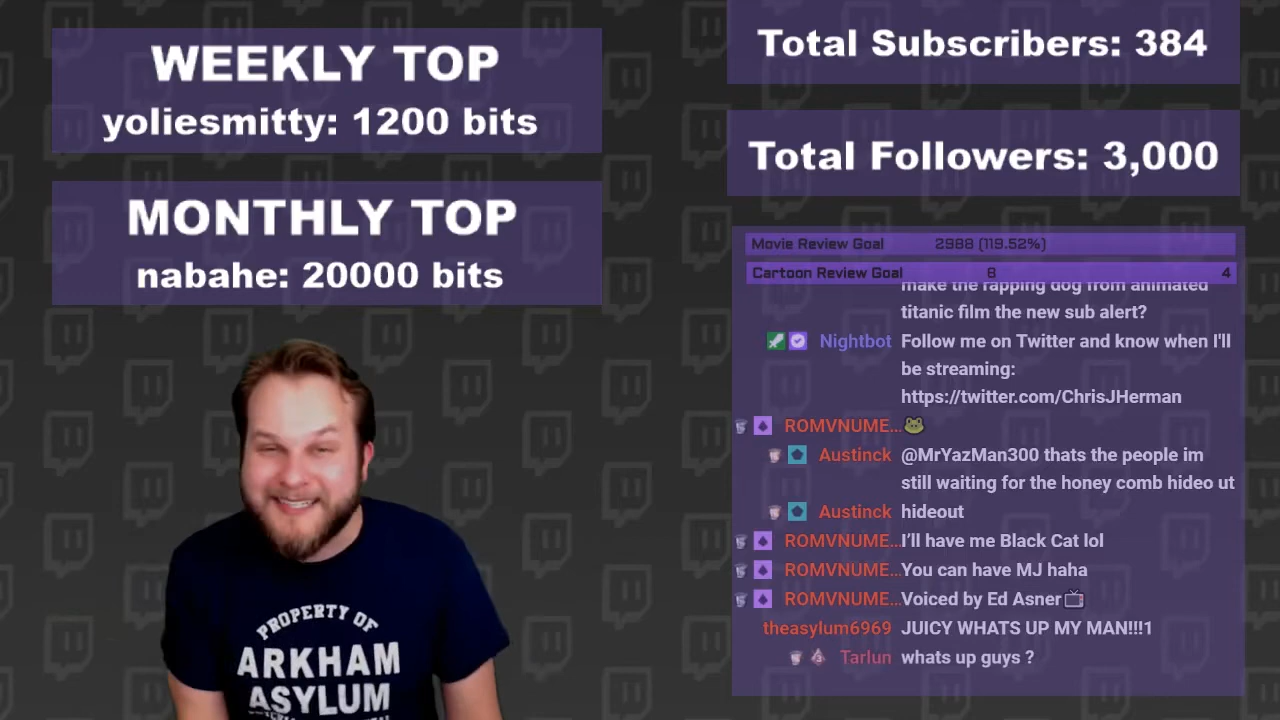 WEEKLY TOP
yoliesmitty: 1200 bits
MONTHLY TOP
nabahe: 20000 bits
Total Subscribers: 384
Total Followers: 3,000
Movie Review Goal 2988 (119.52%)
Cartoon Review Goal 8 4
make the rapping dog from animated
titanic film the new sub alert?
Nightbot Follow me on Twitter and know when I'll
be streaming:
https://twitter.com/ChrisJHerman
ROMVNUME...
Austinck @MrYazMan300 thats the people im
still waiting for the honey comb hideo ut
Austinck hideout
ROMVNUME... I'll have me Black Cat lol
ROMVNUME... You can have MJ haha
ROMVNUME... Voiced by Ed Asner
theasylum6969 JUICY WHATS UP MY MAN!!!1
Tarlun whats up guys ?
PROPERTY OF
ARKHAM
ASYLUM